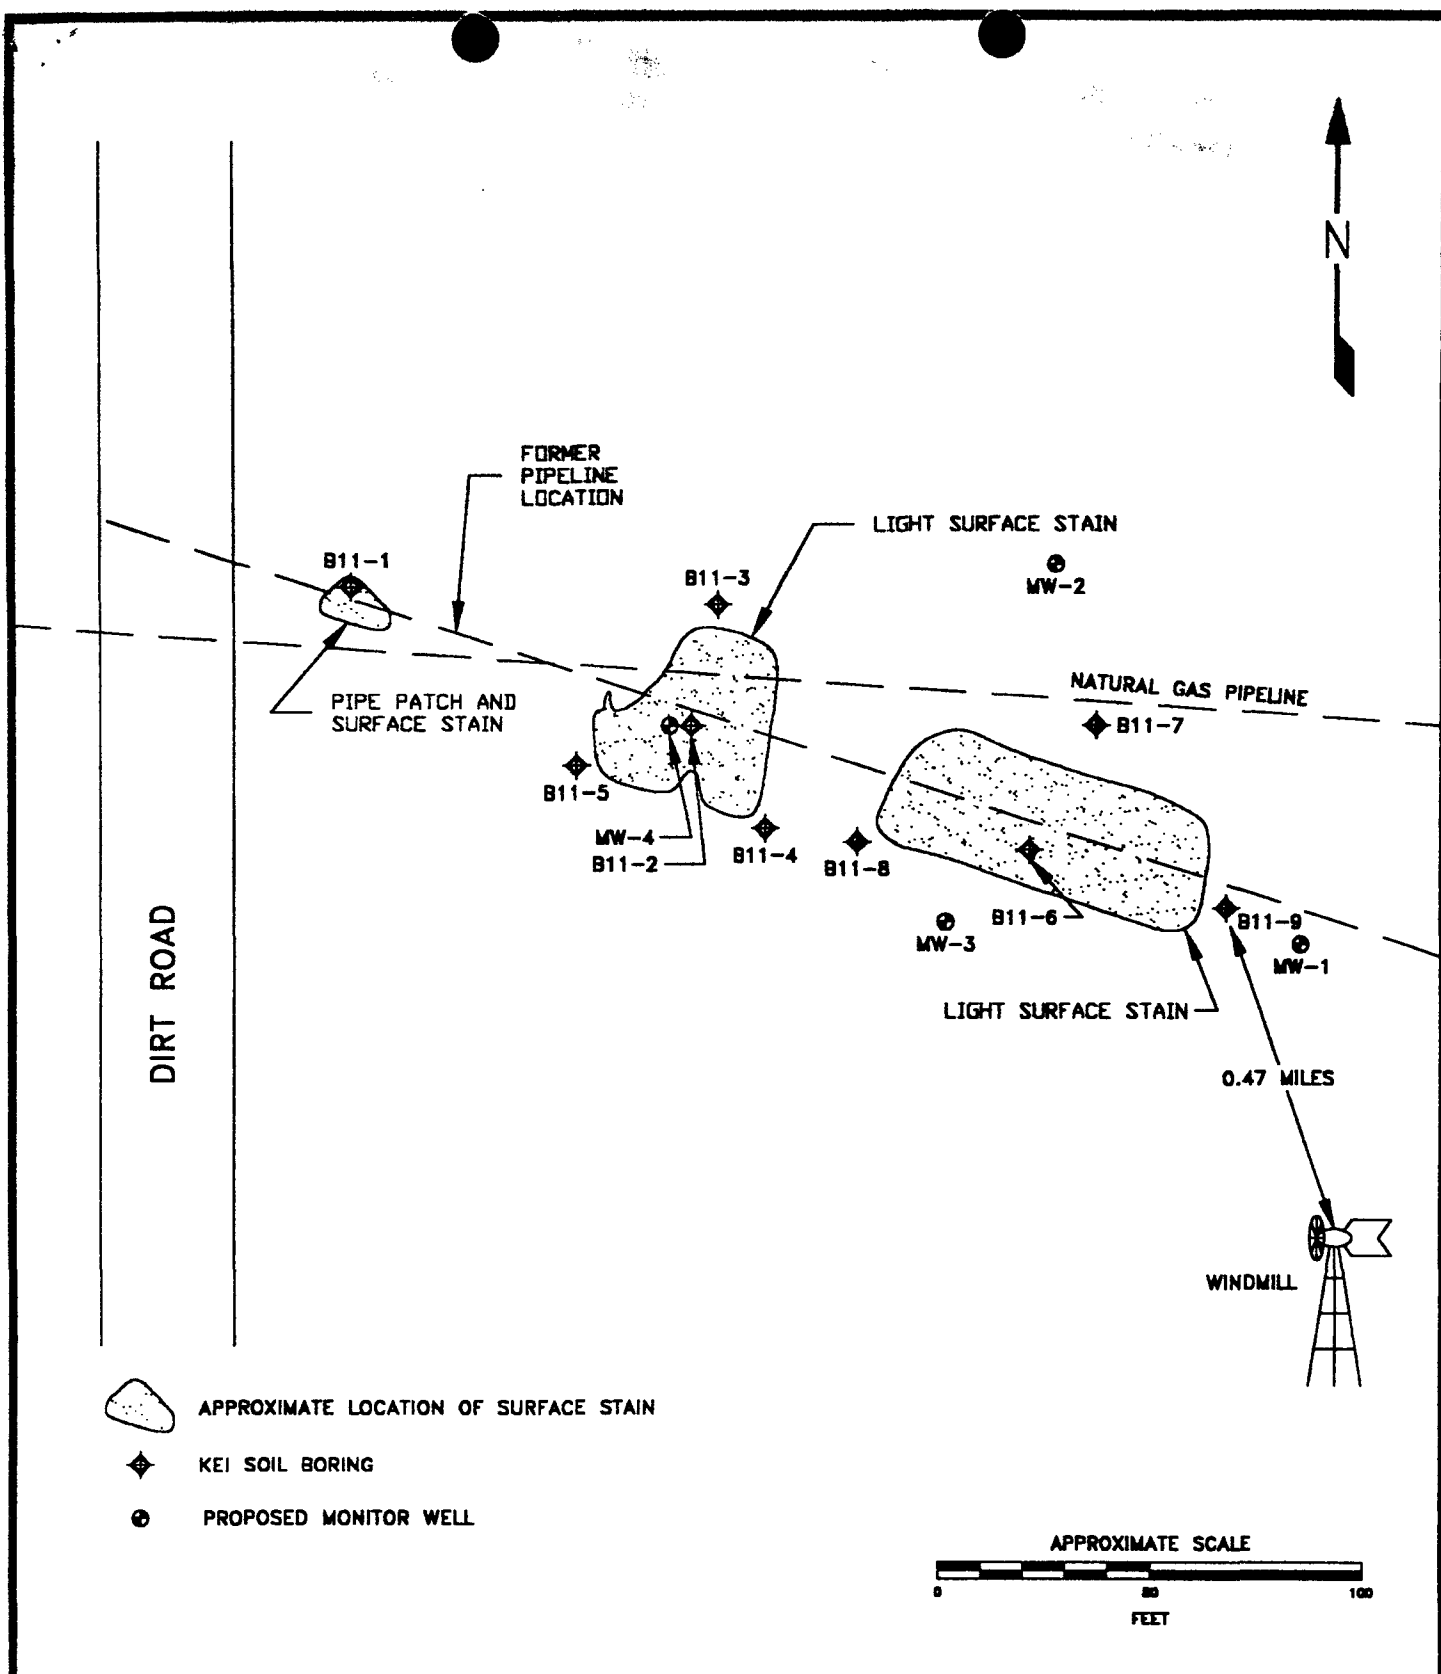 N
FORMER
PIPELINE
LOCATION
LIGHT SURFACE STAIN
B11-1
B11-3
MW-2
PIPE PATCH AND
SURFACE STAIN
NATURAL GAS PIPELINE
B11-7
B11-5
MW-4
B11-2
B11-4
B11-8
B11-6
MW-3
B11-9
MW-1
LIGHT SURFACE STAIN
DIRT ROAD
0.47 MILES
WINDMILL
APPROXIMATE LOCATION OF SURFACE STAIN
KEI SOIL BORING
PROPOSED MONITOR WELL
APPROXIMATE SCALE
0 50 100
FEET